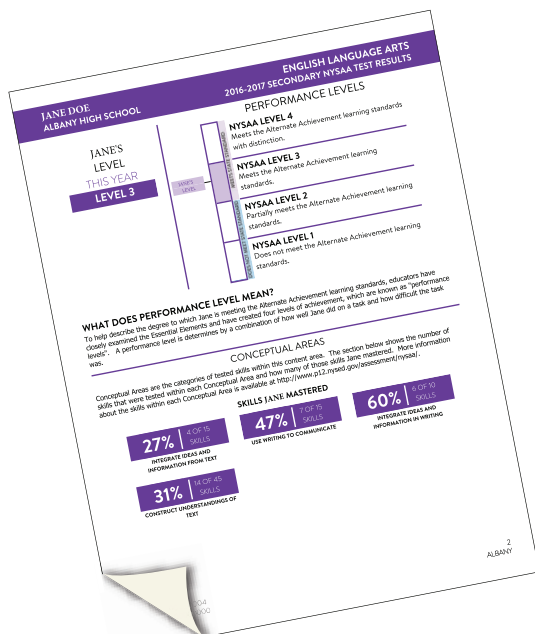 JANE DOE
ALBANY HIGH SCHOOL
ENGLISH LANGUAGE ARTS
2016-2017 SECONDARY NYSAA TEST RESULTS
JANE'S
LEVEL
THIS YEAR
LEVEL 3
JANE'S
LEVEL
PERFORMANCE LEVELS
NYSAA LEVEL 4
Meets the Alternate Achievement learning standards
with distinction.
NYSAA LEVEL 3
Meets the Alternate Achievement learning
standards.
NYSAA LEVEL 2
Partially meets the Alternate Achievement learning
standards.
NYSAA LEVEL 1
Does not meet the Alternate Achievement learning
standards.
WHAT DOES PERFORMANCE LEVEL MEAN?
To help describe the degree to which Jane is meeting the Alternate Achievement learning standards, educators have
closely examined the Essential Elements and have created four levels of achievement, which are known as "performance
levels". A performance level is determines by a combination of how well Jane did on a task and how difficult the task
was.
CONCEPTUAL AREAS
Conceptual Areas are the categories of tested skills within this content area. The section below shows the number of
skills that were tested within each Conceptual Area and how many of those skills Jane mastered. More information
about the skills within each Conceptual Area is available at http://www.p12.nysed.gov/assessment/nysaa/.
SKILLS JANE MASTERED
27% 4 OF 15 SKILLS
INTEGRATE IDEAS AND
INFORMATION FROM TEXT
47% 7 OF 15 SKILLS
USE WRITING TO COMMUNICATE
60% 6 OF 10 SKILLS
INTEGRATE IDEAS AND
INFORMATION IN WRITING
31% 14 OF 45 SKILLS
CONSTRUCT UNDERSTANDINGS OF
TEXT
2
ALBANY